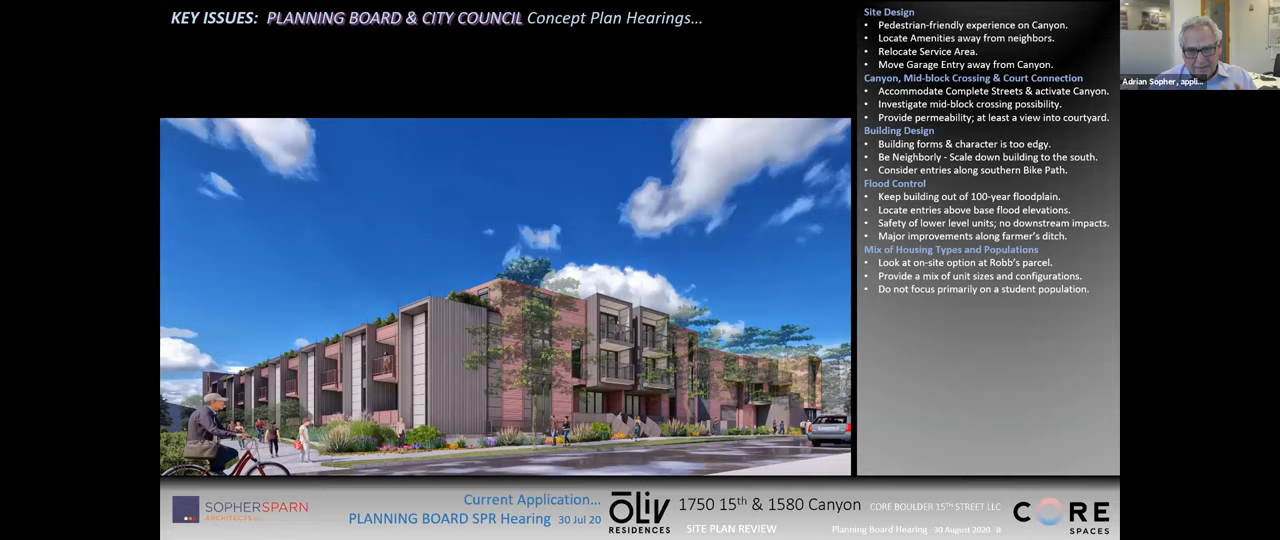 KEY ISSUES: PLANNING BOARD & CITY COUNCIL Concept Plan Hearings...
Site Design
• Pedestrian-friendly experience on Canyon.
• Locate Amenities away from neighbors.
• Relocate Service Area.
• Move Garage Entry away from Canyon.
Canyon, Mid-block Crossing & Court Connection
• Accommodate Complete Streets & activate Canyon.
• Investigate mid-block crossing possibility.
• Provide permeability; at least a view into courtyard.
Building Design
• Building forms & character is too edgy.
• Be Neighborly - Scale down building to the south.
• Consider entries along southern Bike Path.
Flood Control
• Keep building out of 100-year floodplain.
• Locate entries above base flood elevations.
• Safety of lower level units; no downstream impacts.
• Major improvements along farmer's ditch.
Mix of Housing Types and Populations
• Look at on-site option at Robb's parcel.
• Provide a mix of unit sizes and configurations.
• Do not focus primarily on a student population.
Adrian Sopher, appli...
SOPHERSPARN
ARCHITECTS
Current Application...
PLANNING BOARD SPR Hearing 30 Jul 20
ōLiv
RESIDENCES
1750 15th & 1580 Canyon CORE BOULDER 15TH STREET LLC
SITE PLAN REVIEW Planning Board Hearing 30 August 2020 8
CORE
SPACES